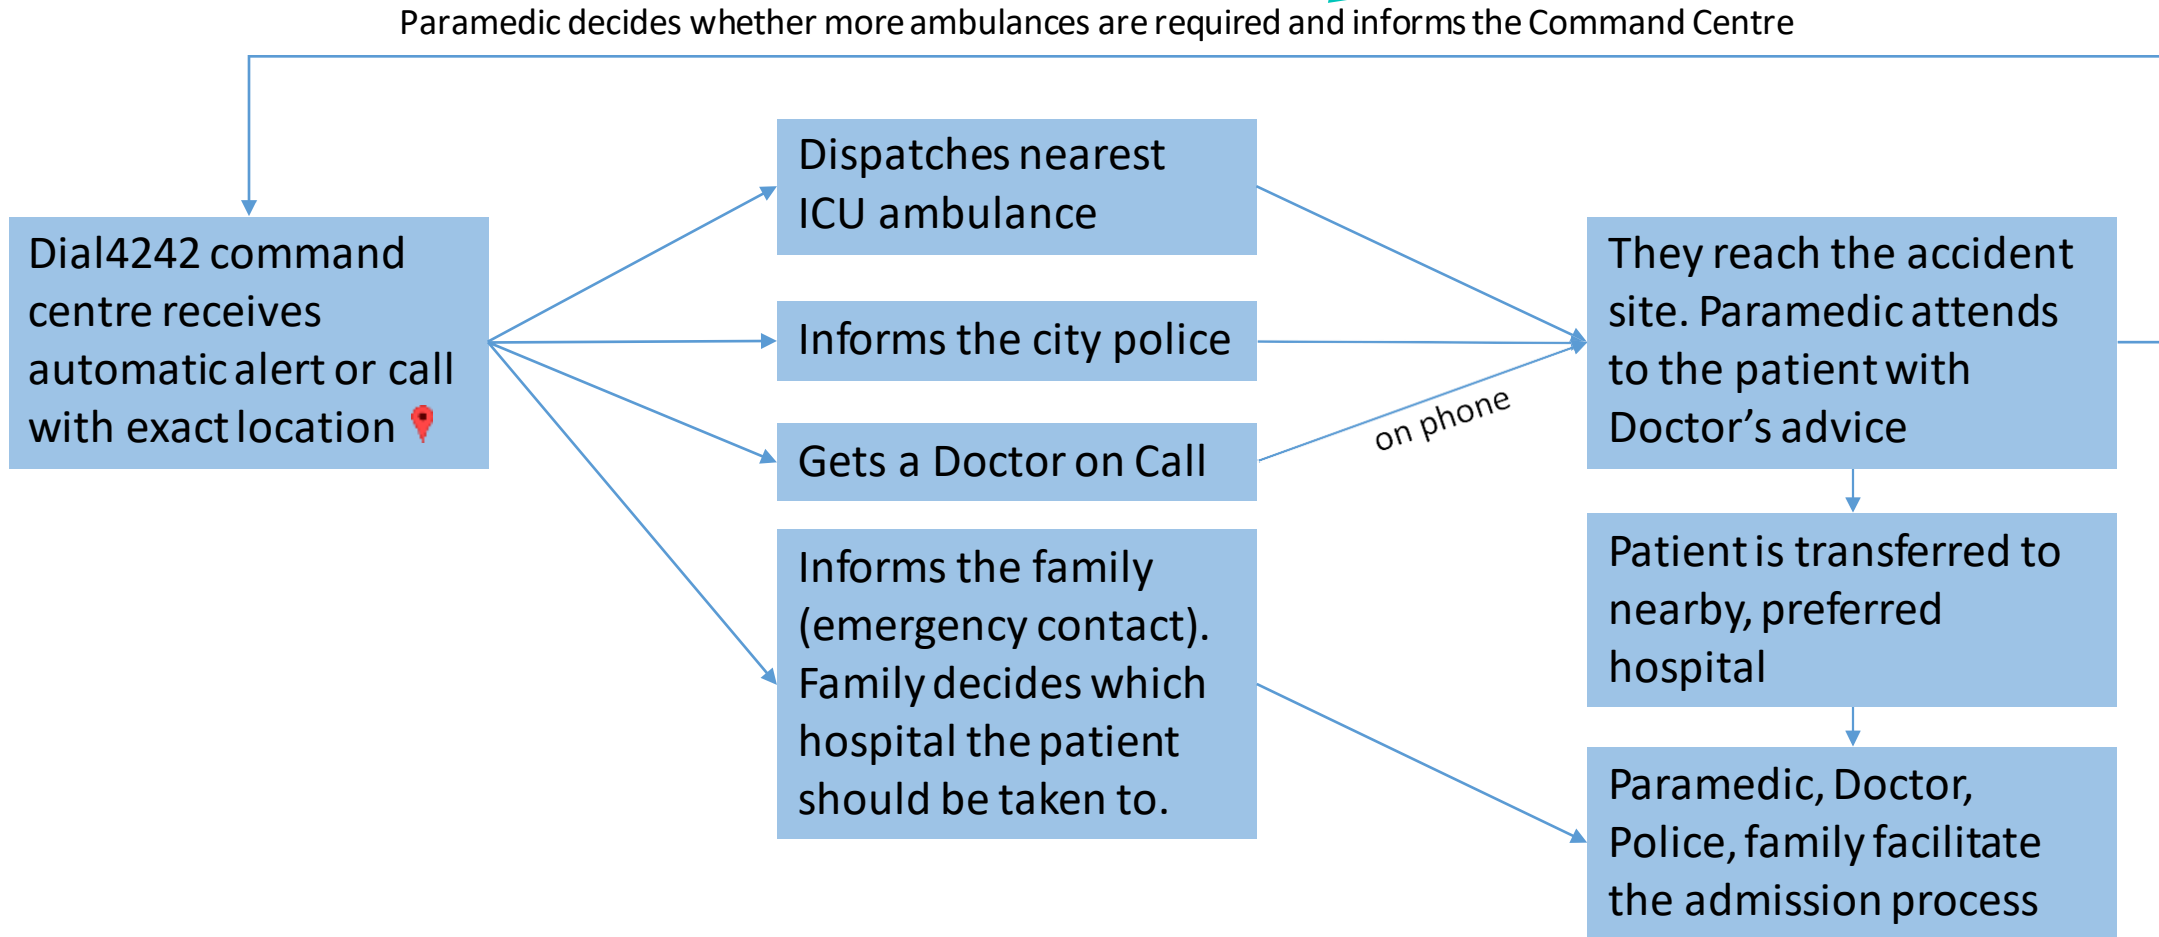 Paramedic decides whether more ambulances are required and informs the Command Centre
Dial4242 command
centre receives
automatic alert or call
with exact location
Dispatches nearest
ICU ambulance
Informs the city police
Gets a Doctor on Call
on phone
Informs the family
(emergency contact).
Family decides which
hospital the patient
should be taken to.
They reach the accident
site. Paramedic attends
to the patient with
Doctor’s advice
Patient is transferred to
nearby, preferred
hospital
Paramedic, Doctor,
Police, family facilitate
the admission process